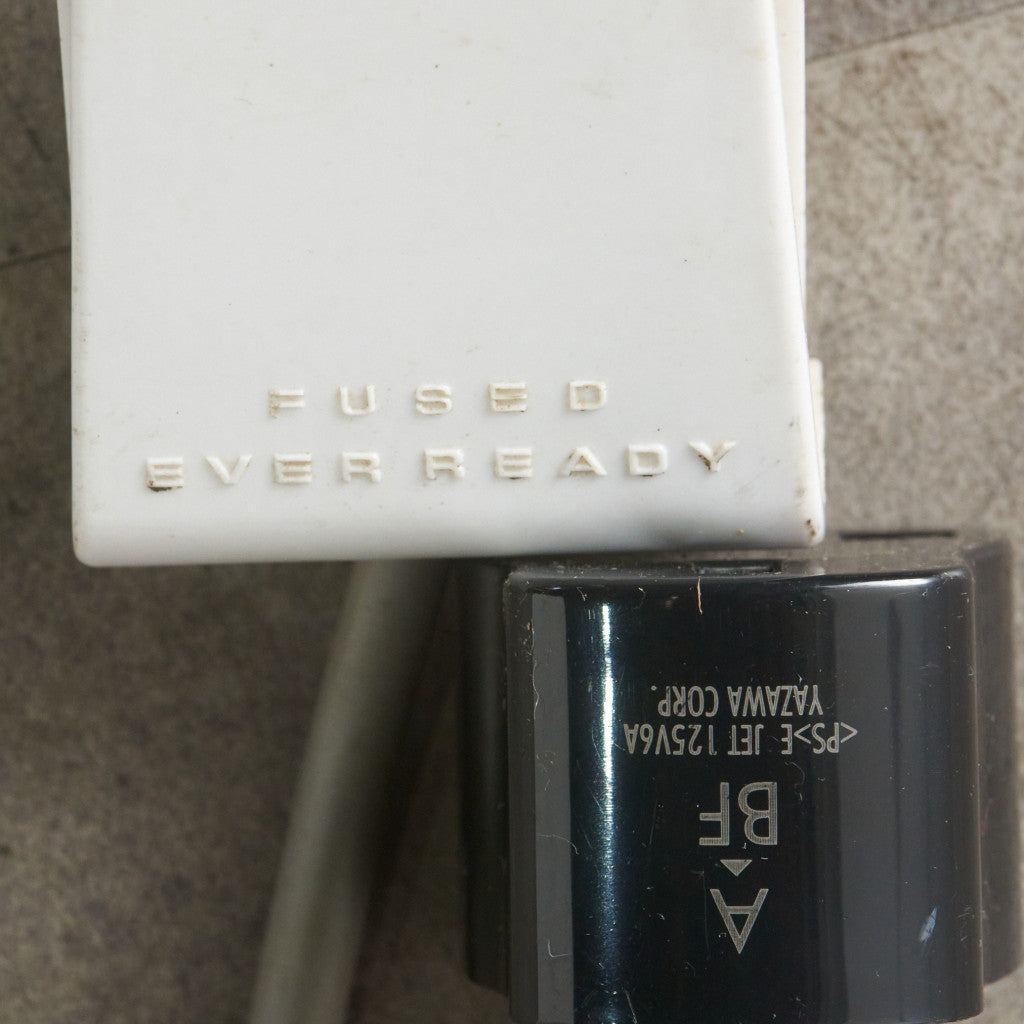 FUSED
EVER READY
A
▸
BF
<PS>E JET 125V6A
YAZAWA CORP.